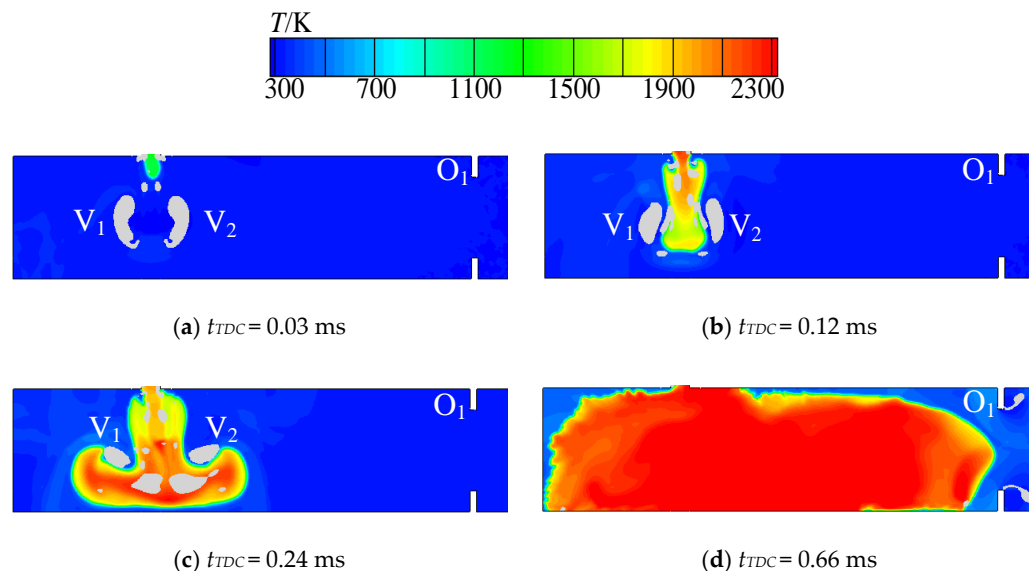 T/K
300 700 1100 1500 1900 2300
O1 O1
V1 V2 V1 V2
(a) tTDC = 0.03 ms (b) tTDC = 0.12 ms
O1 O1
V1 V2
(c) tTDC = 0.24 ms (d) tTDC = 0.66 ms